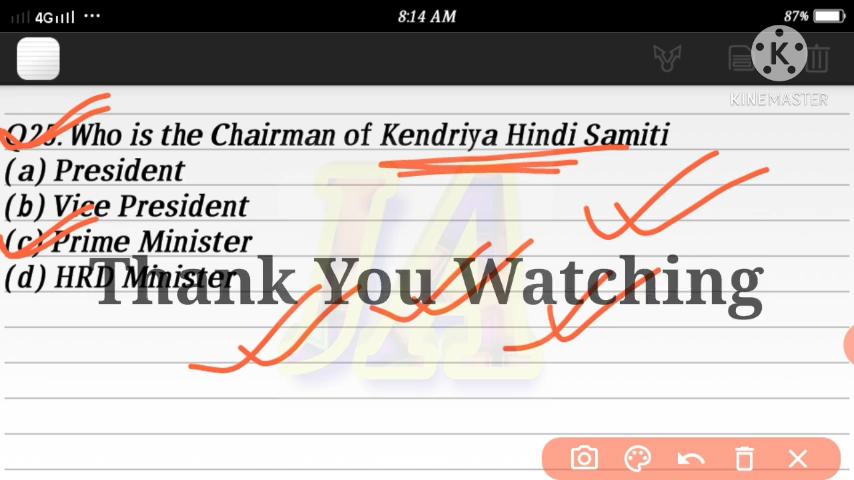 4G 8:14 AM 87%
K
KINEMASTER
Q25. Who is the Chairman of Kendriya Hindi Samiti
(a) President
(b) Vice President
(c) Prime Minister
(d) HRD Minister
Thank You Watching
JA